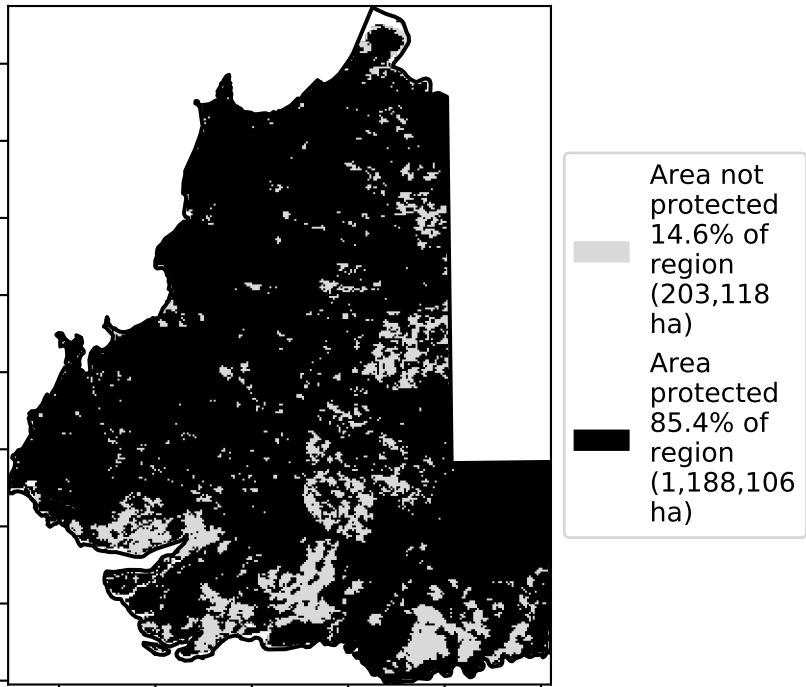 Area not
protected
14.6% of
region
(203,118
ha)
Area
protected
85.4% of
region
(1,188,106
ha)